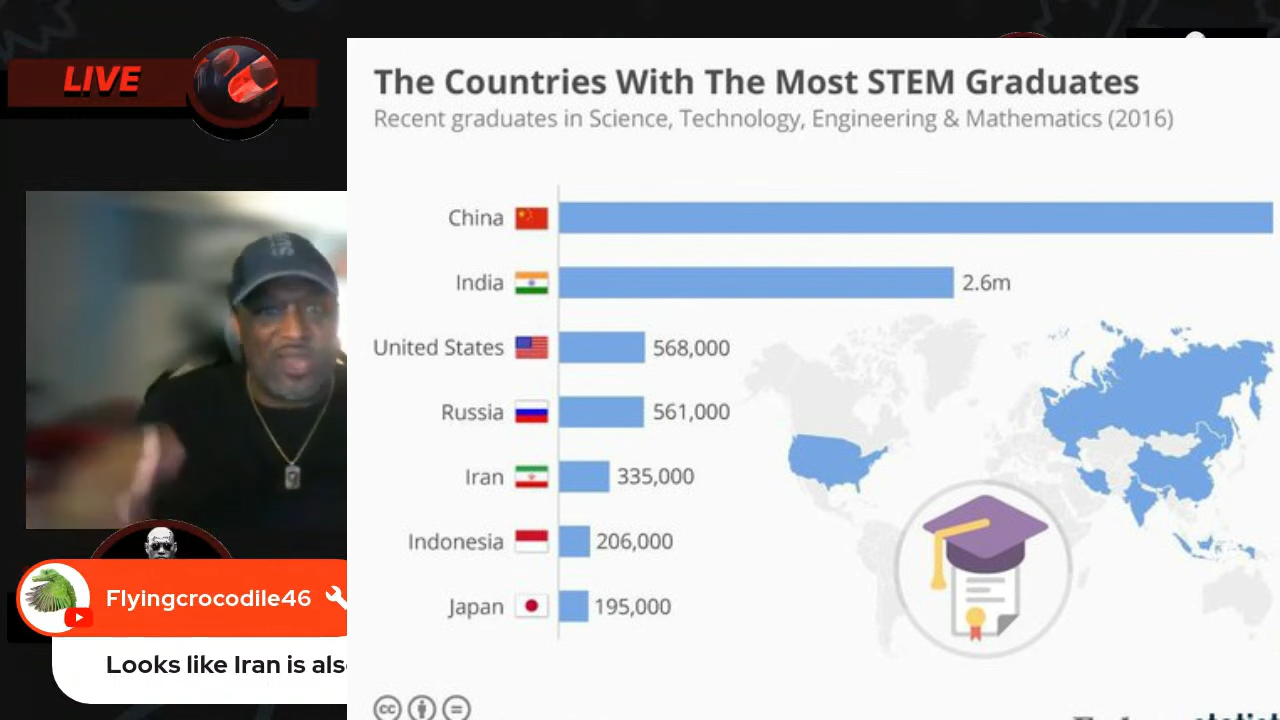 LIVE
The Countries With The Most STEM Graduates
Recent graduates in Science, Technology, Engineering & Mathematics (2016)
China
India 2.6m
United States 568,000
Russia 561,000
Iran 335,000
Indonesia 206,000
Japan 195,000
Flyingcrocodile46
Looks like Iran is als
cc